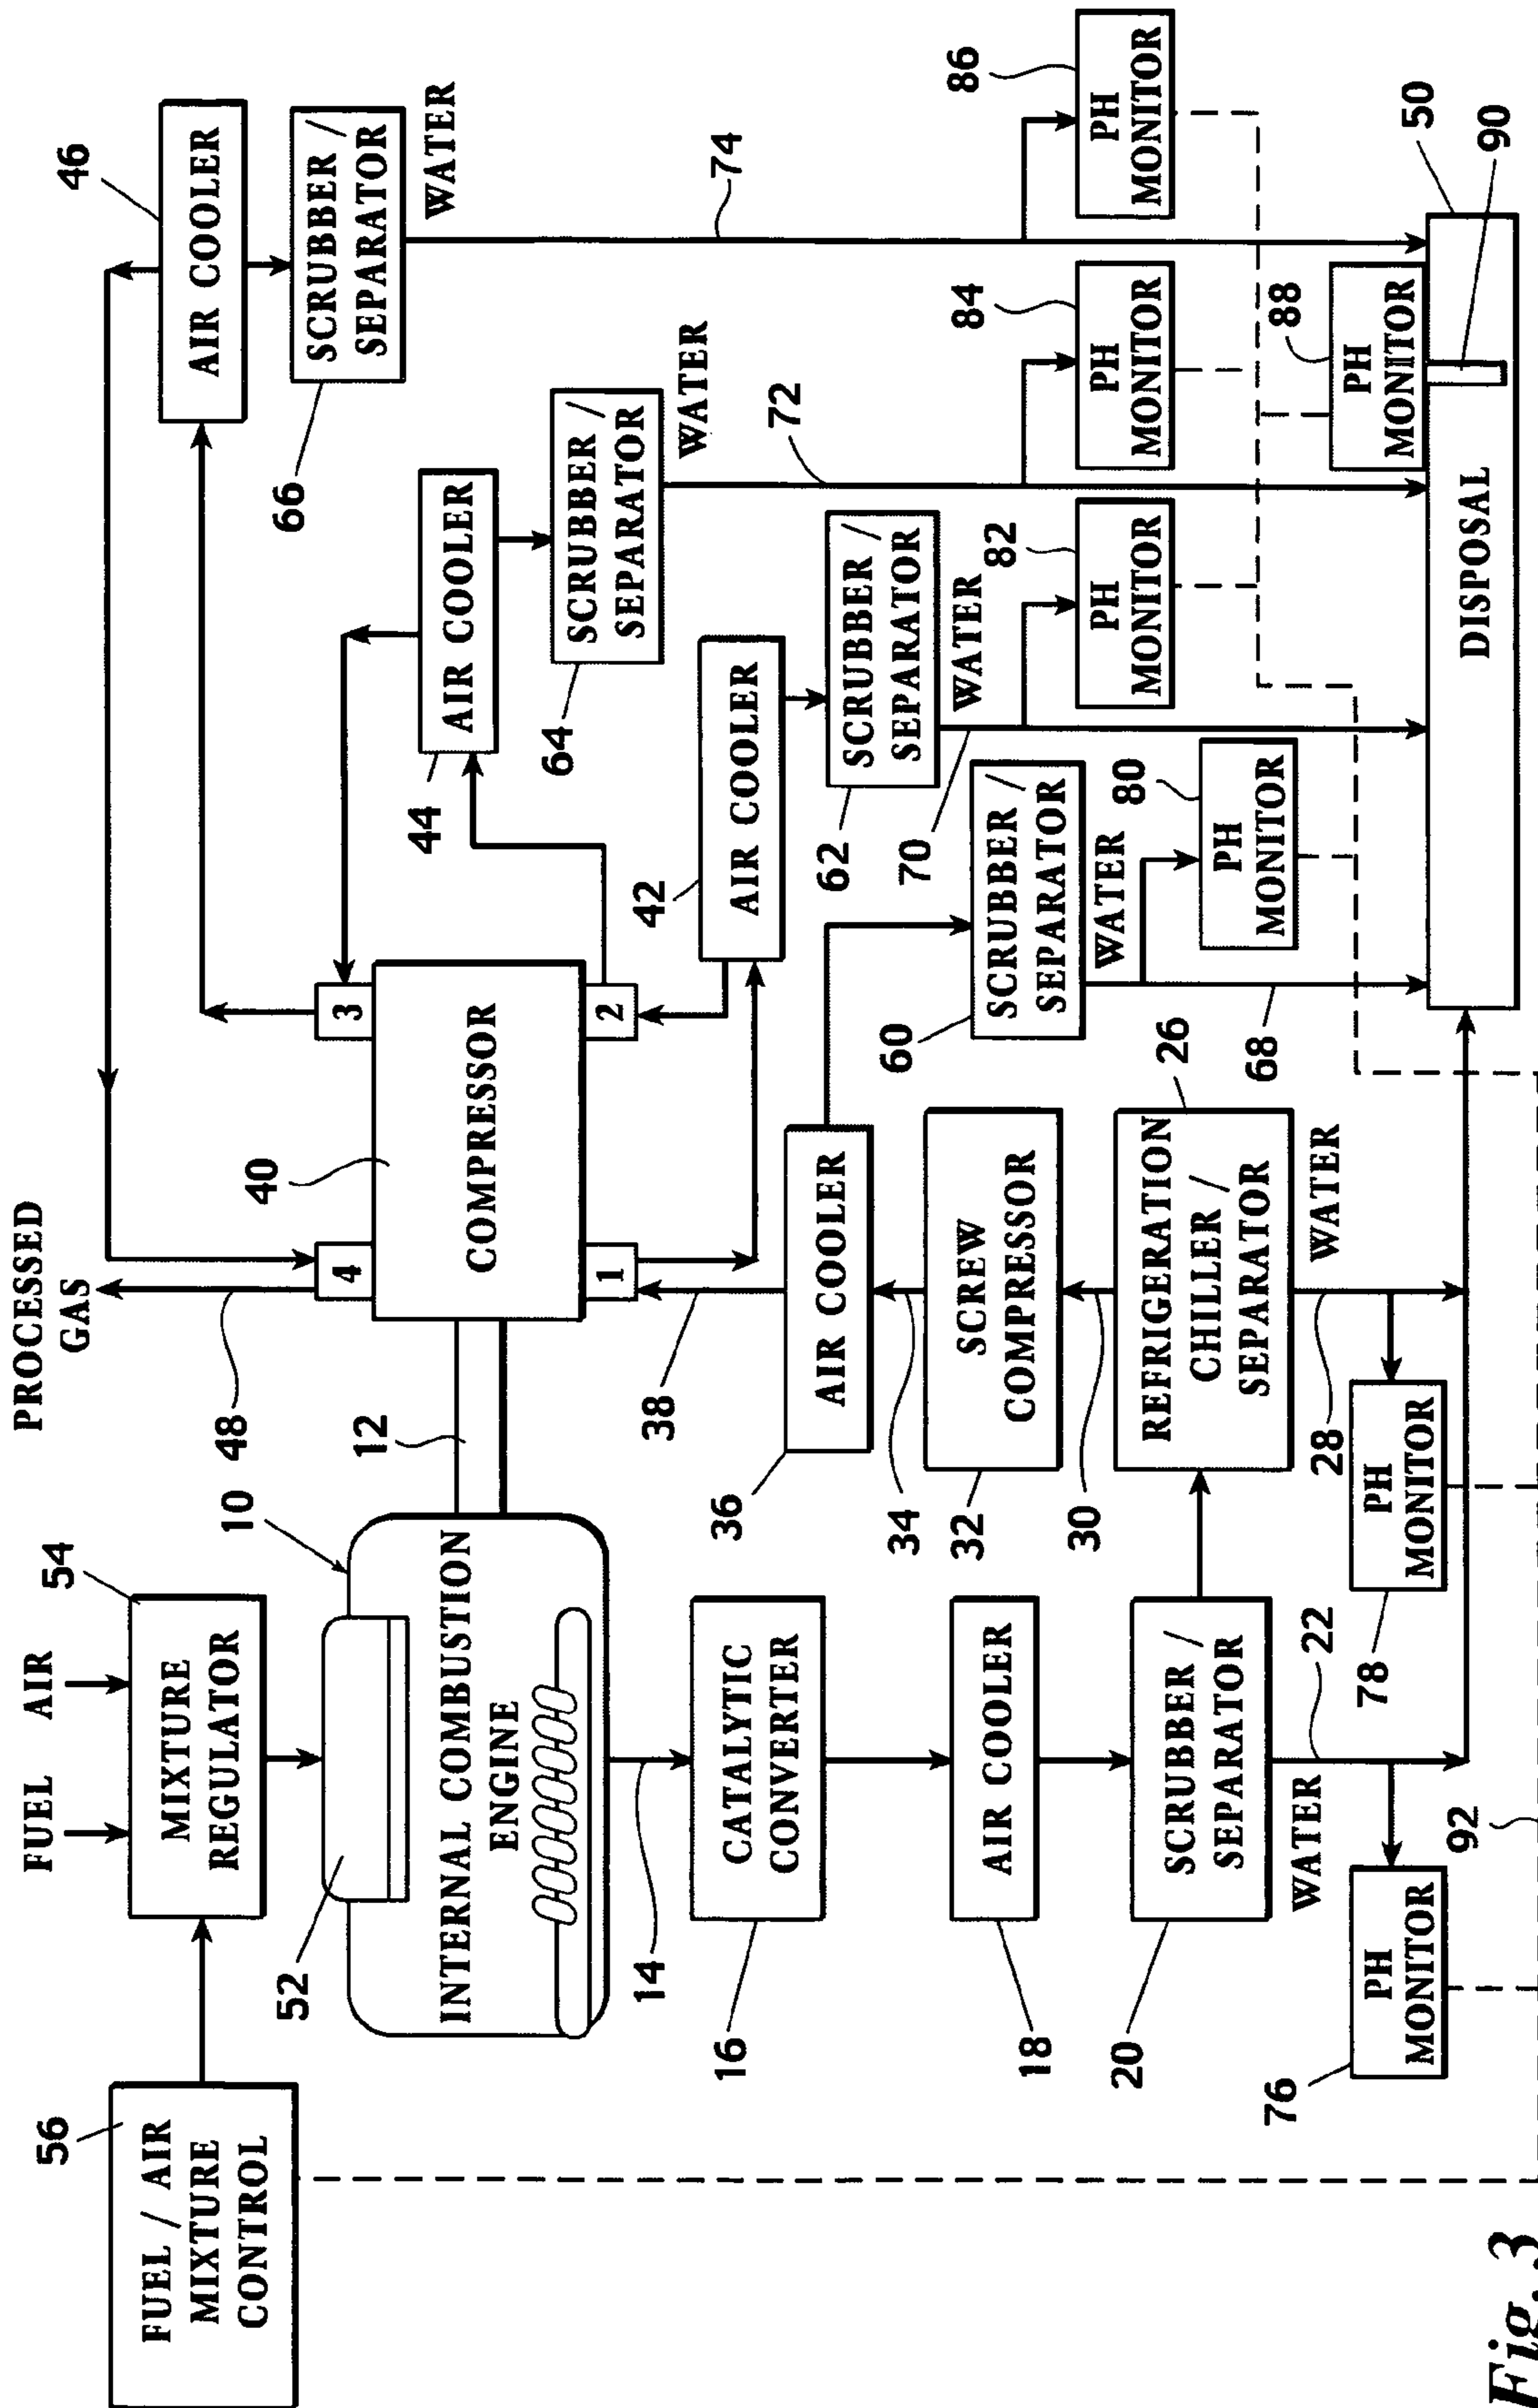 FUEL / AIR
MIXTURE
CONTROL
56
FUEL
AIR
MIXTURE
REGULATOR
54
52
10
INTERNAL COMBUSTION
ENGINE
12
14
CATALYTIC
CONVERTER
16
AIR COOLER
18
SCRUBBER /
SEPARATOR
20
WATER
22
PH
MONITOR
76
92
PROCESSED
GAS
48
40
COMPRESSOR
1
2
3
4
38
AIR COOLER
36
34
SCREW
COMPRESSOR
32
30
REFRIGERATION
CHILLER /
SEPARATOR
26
WATER
28
PH
MONITOR
78
42
AIR COOLER
44
AIR COOLER
46
AIR COOLER
SCRUBBER /
SEPARATOR
60
WATER
68
PH
MONITOR
80
SCRUBBER /
SEPARATOR
62
WATER
70
PH
MONITOR
82
SCRUBBER /
SEPARATOR
64
WATER
72
PH
MONITOR
84
SCRUBBER /
SEPARATOR
66
WATER
74
PH
MONITOR
86
PH
MONITOR
88
DISPOSAL
50
90
Fig. 3